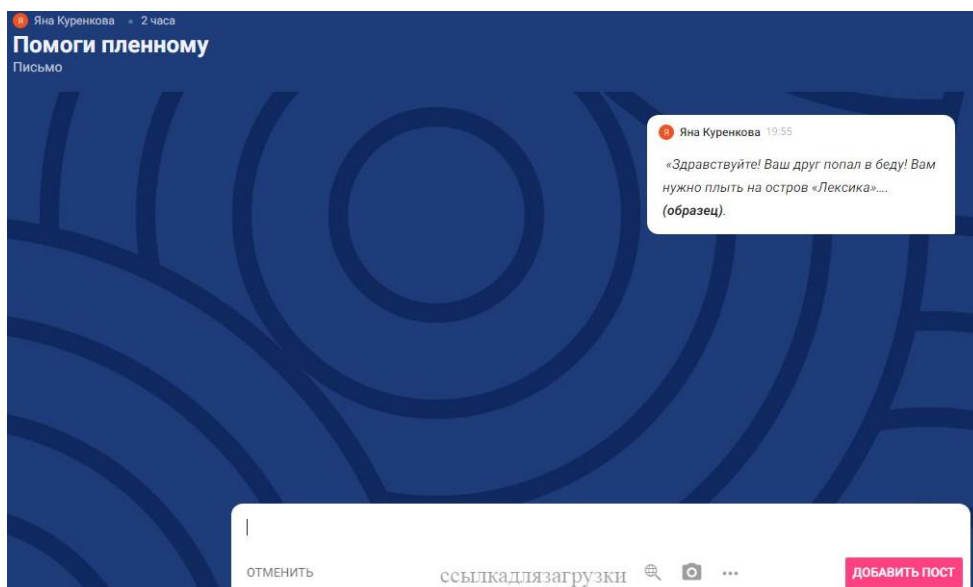 Я Яна Куренкова • 2 часа
Помоги пленному
Письмо
Я Яна Куренкова 19:55
«Здравствуйте! Ваш друг попал в беду! Вам
нужно плыть на остров «Лексика»....
(образец).
ОТМЕНИТЬ ссылкадлязагрузки ... ДОБАВИТЬ ПОСТ